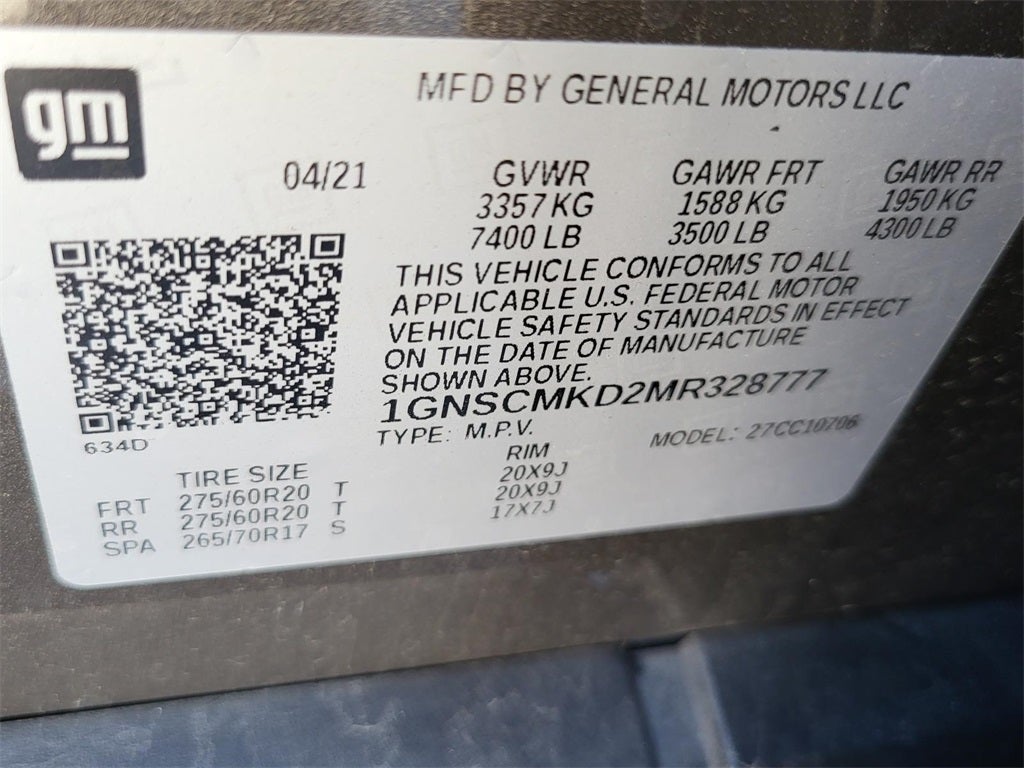 gm
MFD BY GENERAL MOTORS LLC
04/21 GVWR GAWR FRT GAWR RR
3357 KG 1588 KG 1950 KG
7400 LB 3500 LB 4300 LB
THIS VEHICLE CONFORMS TO ALL
APPLICABLE U.S. FEDERAL MOTOR
VEHICLE SAFETY STANDARDS IN EFFECT
ON THE DATE OF MANUFACTURE
SHOWN ABOVE.
1GNSCMKD2MR328777
634D TYPE: M.P.V. MODEL: 27CC10706
TIRE SIZE RIM
FRT 275/60R20 T 20X9J
RR 275/60R20 T 20X9J
SPA 265/70R17 S 17X7J